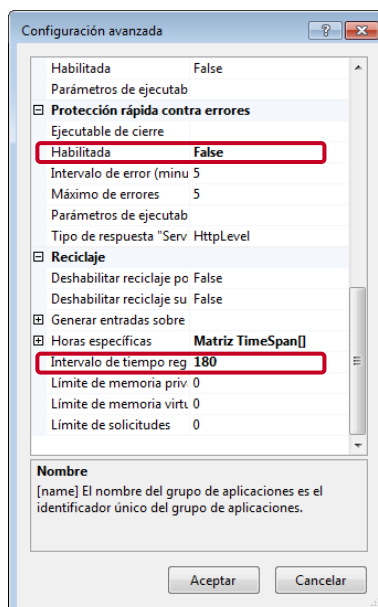 Configuración avanzada
Habilitada False
Parámetros de ejecutab
Protección rápida contra errores
Ejecutable de cierre
Habilitada False
Intervalo de error (minu 5
Máximo de errores 5
Parámetros de ejecutab
Tipo de respuesta "Serv HttpLevel
Reciclaje
Deshabilitar reciclaje po False
Deshabilitar reciclaje su False
Generar entradas sobre
Horas específicas Matriz TimeSpan[]
Intervalo de tiempo reg 180
Límite de memoria priv 0
Límite de memoria virtu 0
Límite de solicitudes 0
Nombre
[name] El nombre del grupo de aplicaciones es el
identificador único del grupo de aplicaciones.
Aceptar Cancelar